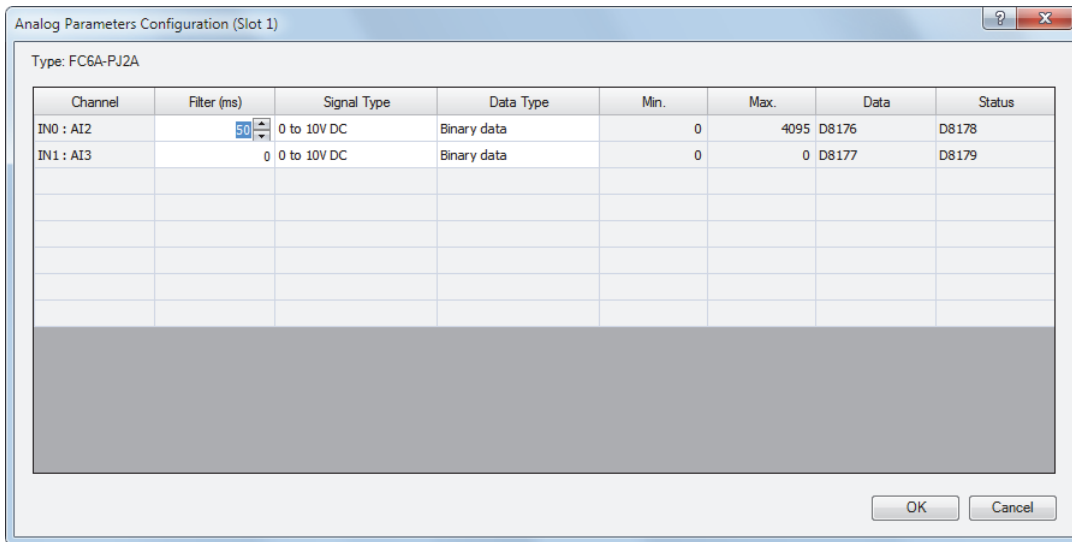 Analog Parameters Configuration (Slot 1)
Type: FC6A-PJ2A
Channel Filter (ms) Signal Type Data Type Min. Max. Data Status
IN0 : AI2 50 0 to 10V DC Binary data 0 4095 D8176 D8178
IN1 : AI3 0 0 to 10V DC Binary data 0 0 D8177 D8179
OK Cancel